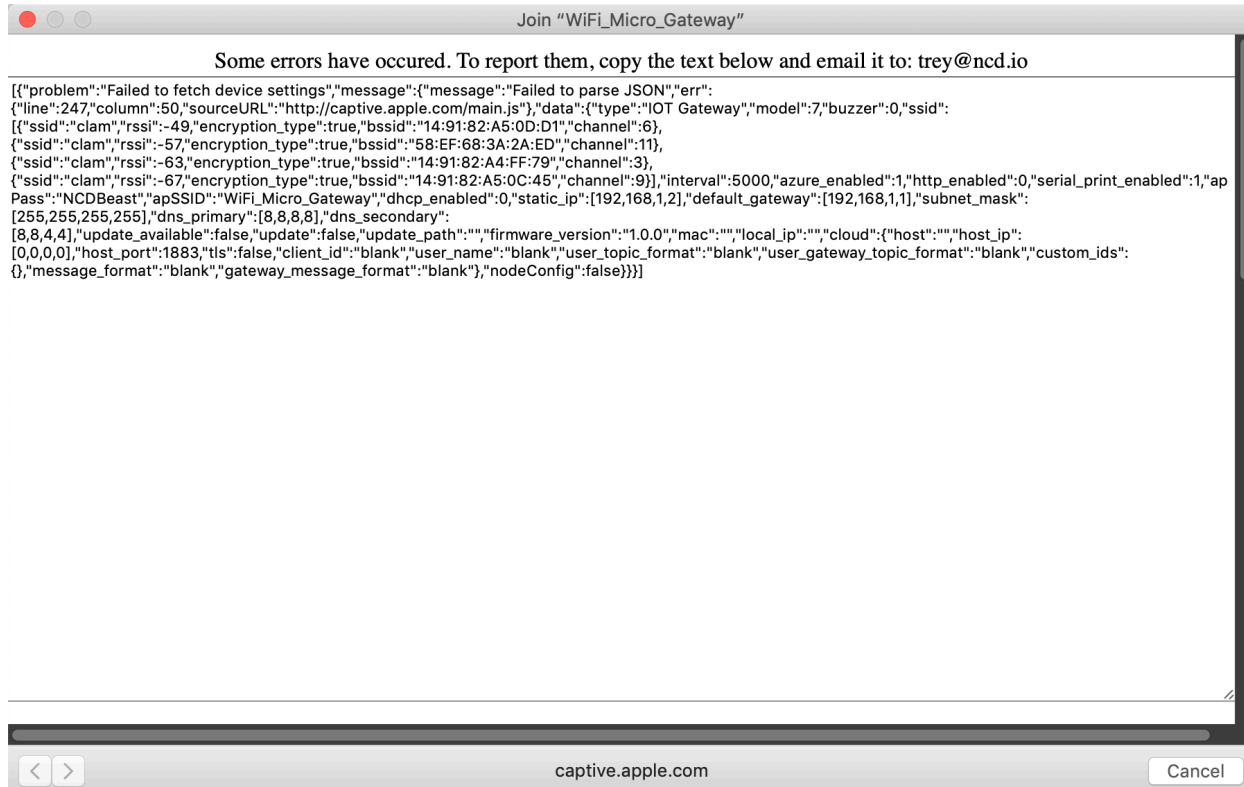 Join “WiFi_Micro_Gateway”
Some errors have occured. To report them, copy the text below and email it to: trey@ncd.io
[{"problem":"Failed to fetch device settings","message":{"message":"Failed to parse JSON","err":
{"line":247,"column":50,"sourceURL":"http://captive.apple.com/main.js"},"data":{"type":"IOT Gateway","model":7,"buzzer":0,"ssid":
[{"ssid":"clam","rssi":-49,"encryption_type":true,"bssid":"14:91:82:A5:0D:D1","channel":6},
{"ssid":"clam","rssi":-57,"encryption_type":true,"bssid":"58:EF:68:3A:2A:ED","channel":11},
{"ssid":"clam","rssi":-63,"encryption_type":true,"bssid":"14:91:82:A4:FF:79","channel":3},
{"ssid":"clam","rssi":-67,"encryption_type":true,"bssid":"14:91:82:A5:0C:45","channel":9}],"interval":5000,"azure_enabled":1,"http_enabled":0,"serial_print_enabled":1,"ap
Pass":"NCDBeast","apSSID":"WiFi_Micro_Gateway","dhcp_enabled":0,"static_ip":[192,168,1,2],"default_gateway":[192,168,1,1],"subnet_mask":
[255,255,255,255],"dns_primary":[8,8,8,8],"dns_secondary":
[8,8,4,4],"update_available":false,"update":false,"update_path":"","firmware_version":"1.0.0","mac":"","local_ip":"","cloud":{"host":"","host_ip":
[0,0,0,0],"host_port":1883,"tls":false,"client_id":"blank","user_name":"blank","user_topic_format":"blank","user_gateway_topic_format":"blank","custom_ids":
{},"message_format":"blank","gateway_message_format":"blank"},"nodeConfig":false}}}]
captive.apple.com
Cancel